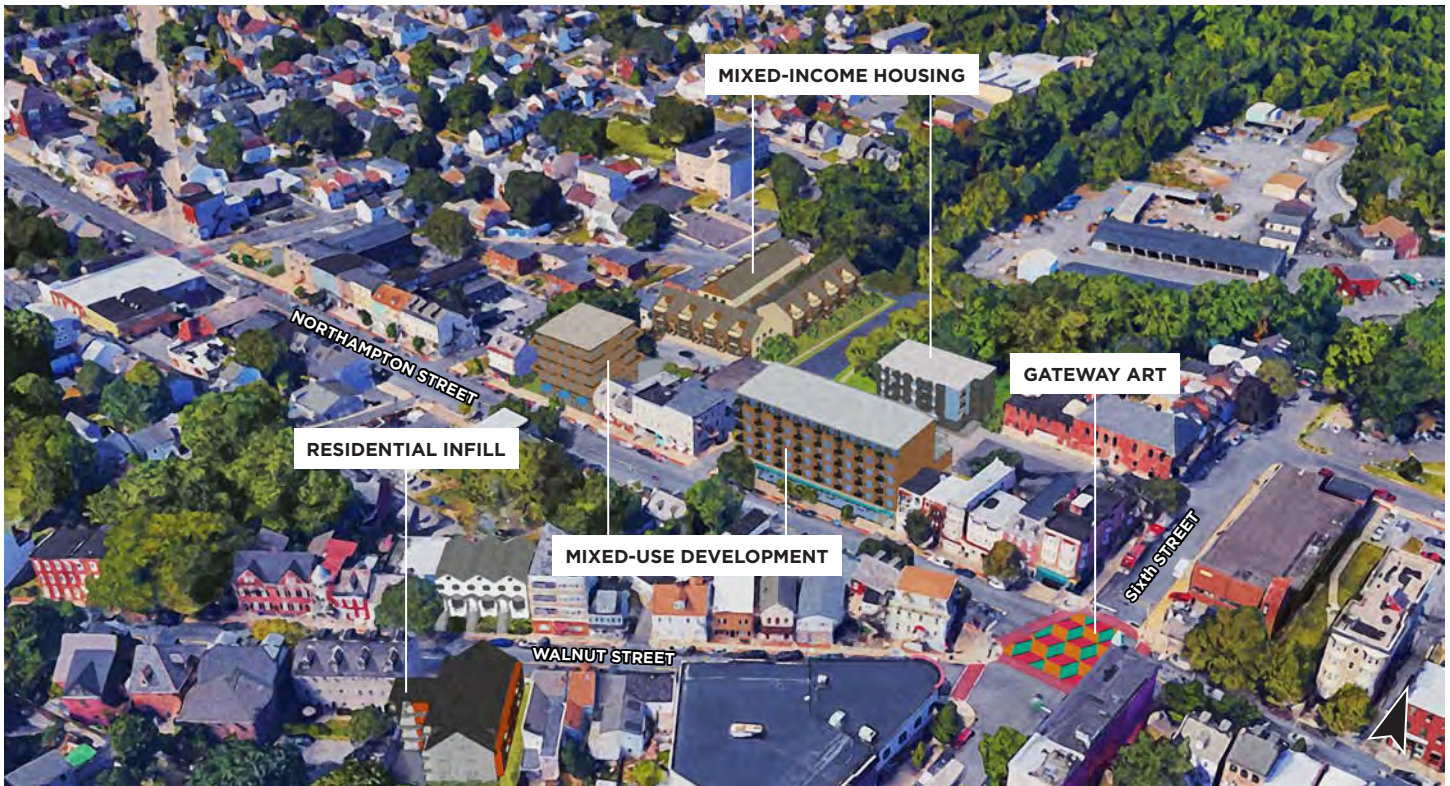 MIXED-INCOME HOUSING
GATEWAY ART
NORTHAMPTON STREET
RESIDENTIAL INFILL
MIXED-USE DEVELOPMENT
Sixth STREET
WALNUT STREET